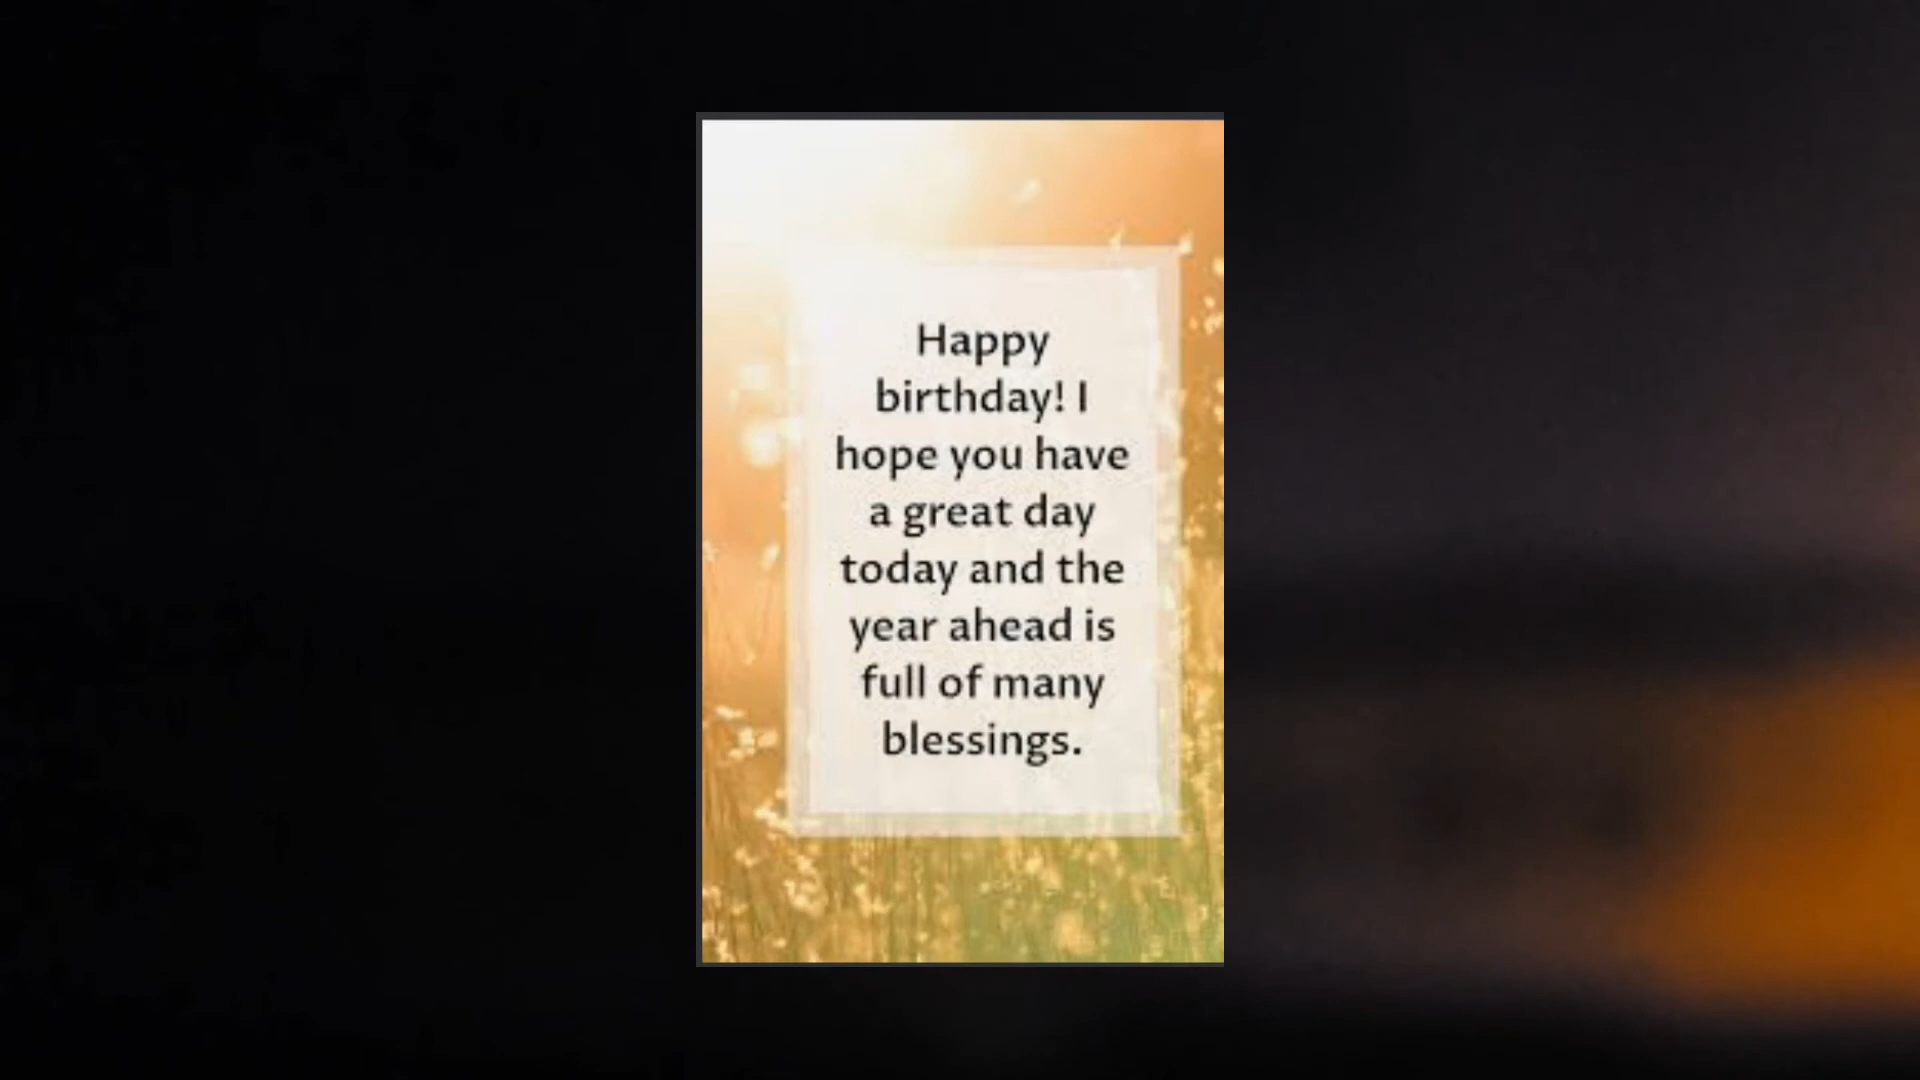 Happy
birthday! I
hope you have
a great day
today and the
year ahead is
full of many
blessings.